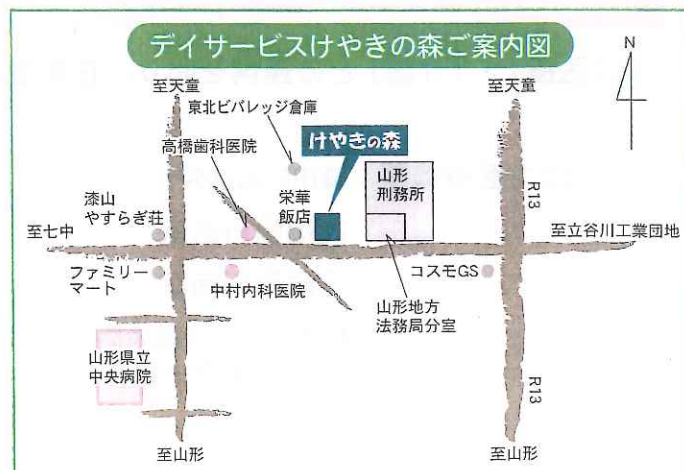 デイサービスけやきの森ご案内図
N
至天童
至天童
東北ビバレッジ倉庫
けやきの森
高橋歯科医院
山形
刑務所
R13
漆山
やすらぎ荘
栄華
飯店
至七中
至立谷川工業団地
ファミリー
マート
中村内科医院
コスモGS
山形地方
法務局分室
山形県立
中央病院
R13
至山形
至山形